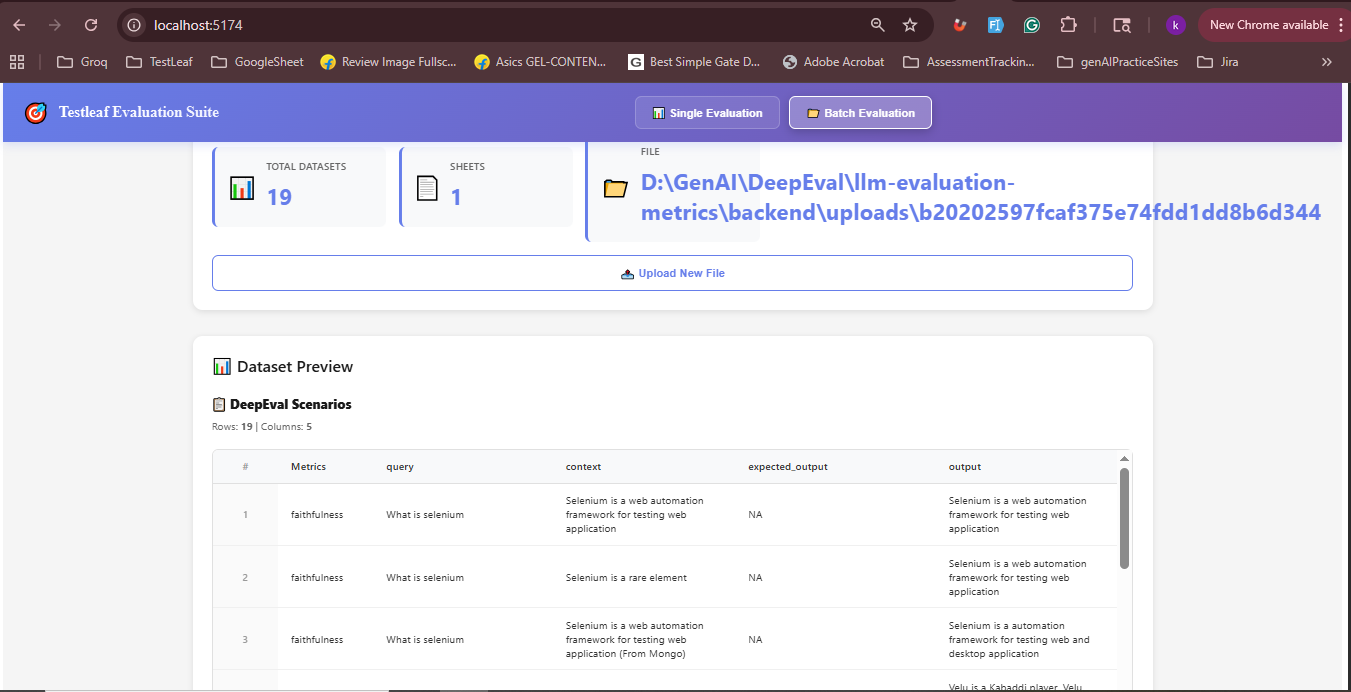 localhost:5174
k
New Chrome available
Groq
TestLeaf
GoogleSheet
Review Image Fullsc...
Asics GEL-CONTEN...
G
Best Simple Gate D...
Adobe Acrobat
AssessmentTrackin...
genAIPracticeSites
Jira
Testleaf Evaluation Suite
Single Evaluation
Batch Evaluation
TOTAL DATASETS
19
SHEETS
1
FILE
D:\GenAI\DeepEval\llm-evaluation-
metrics\backend\uploads\b20202597fcaf375e74fdd1dd8b6d344
Upload New File
Dataset Preview
DeepEval Scenarios
Rows: 19 | Columns: 5
# Metrics query context expected_output output
1 faithfulness What is selenium
Selenium is a web automation
framework for testing web
application
NA
Selenium is a web automation
framework for testing web
application
2 faithfulness What is selenium
Selenium is a rare element
NA
Selenium is a web automation
framework for testing web
application
3 faithfulness What is selenium
Selenium is a web automation
framework for testing web
application (From Mongo)
NA
Selenium is a automation
framework for testing web and
desktop application
Velu is a Kabaddi player. Velu